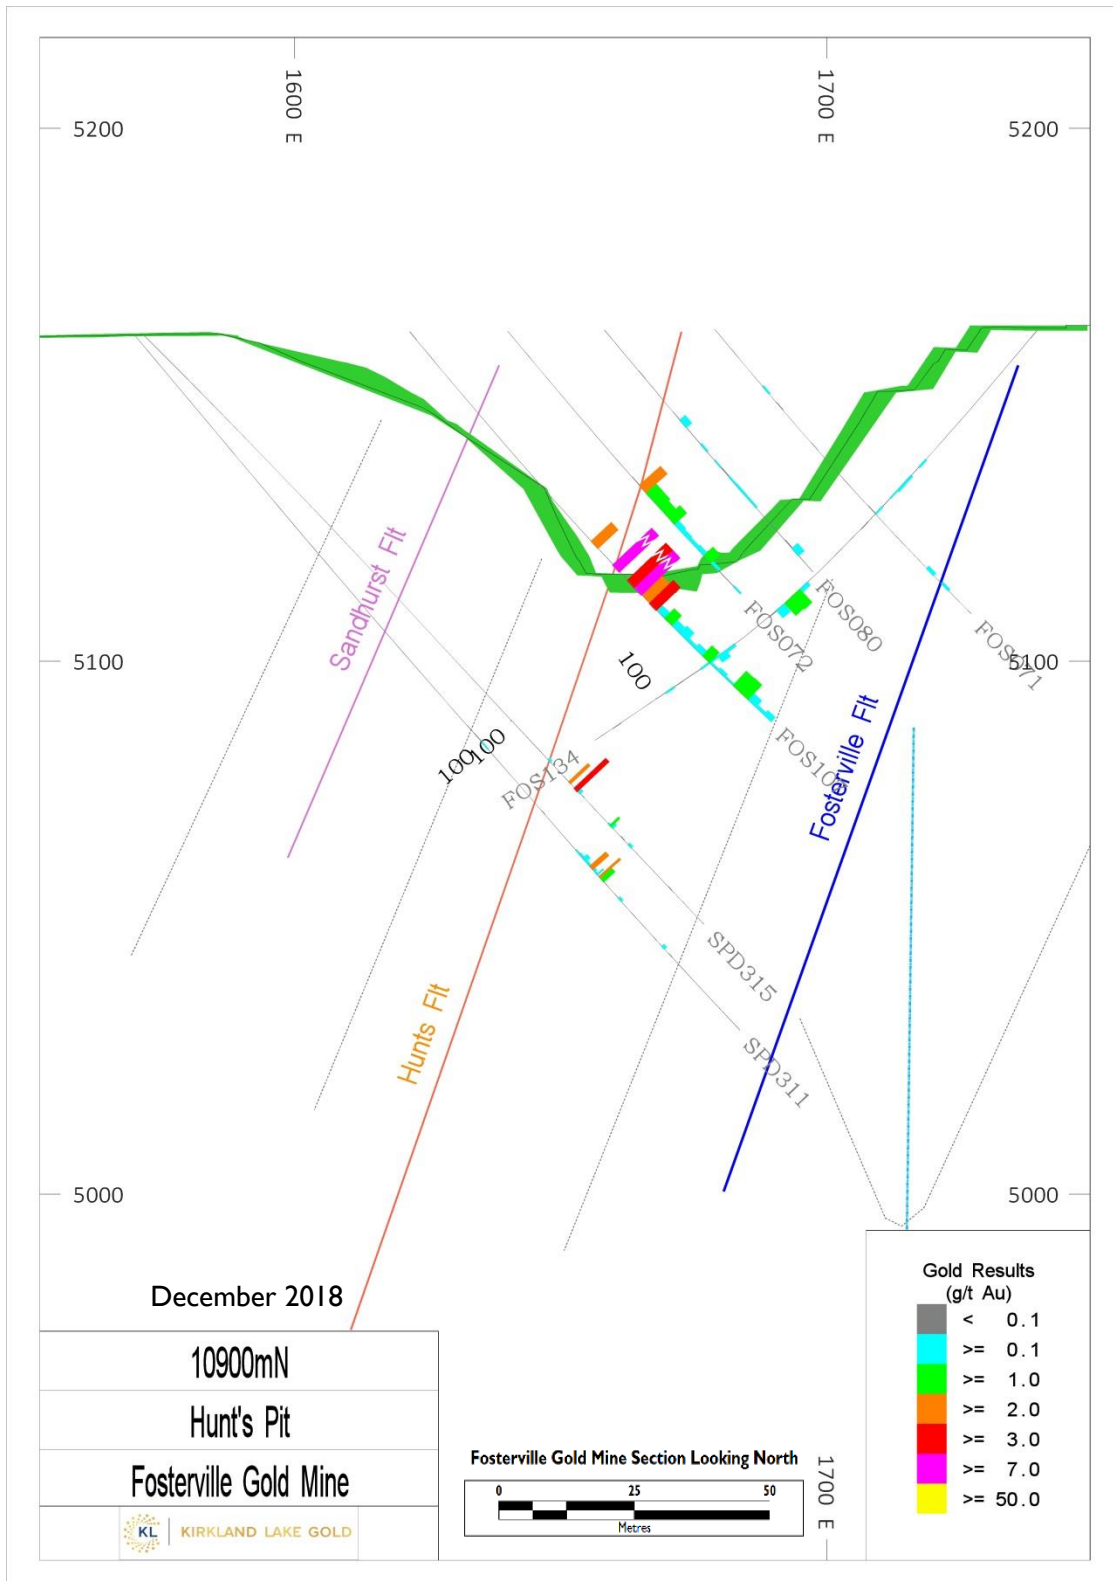 1600 E
1700 E
5200
5200
Sandhurst Flt
FOS080
FOS072
FOS071
5100
5100
100
100
100
FOS134
Fosterville Flt
SPD315
Hunts Flt
SPD311
5000
5000
December 2018
10900mN
Hunt's Pit
Fosterville Gold Mine
KL | KIRKLAND LAKE GOLD
Fosterville Gold Mine Section Looking North
0 25 50
Metres
1700 E
Gold Results
(g/t Au)
< 0.1
>= 0.1
>= 1.0
>= 2.0
>= 3.0
>= 7.0
>= 50.0